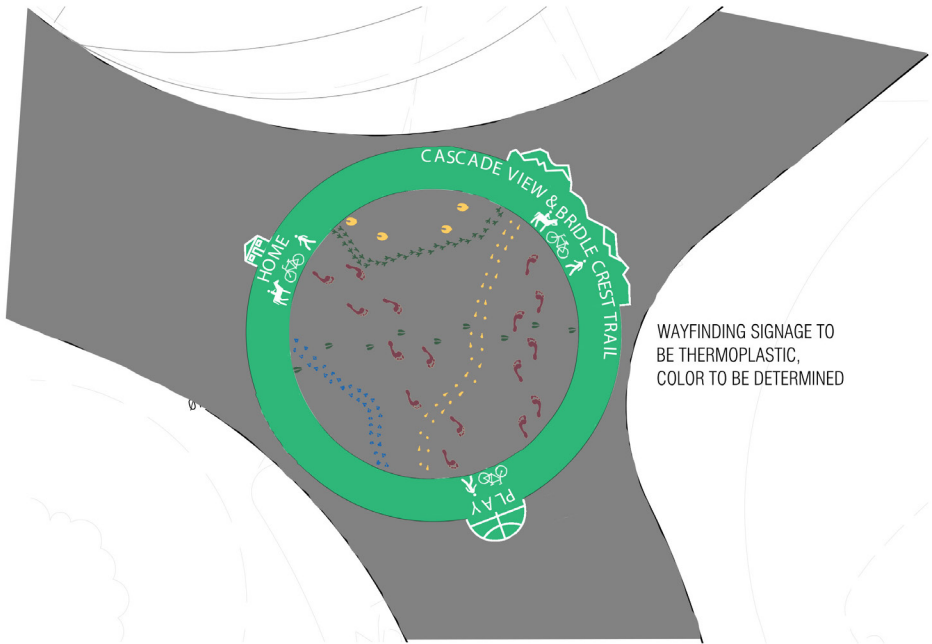 CASCADE VIEW & BRIDLE CREST TRAIL
HOME
PLAY
WAYFINDING SIGNAGE TO
BE THERMOPLASTIC,
COLOR TO BE DETERMINED